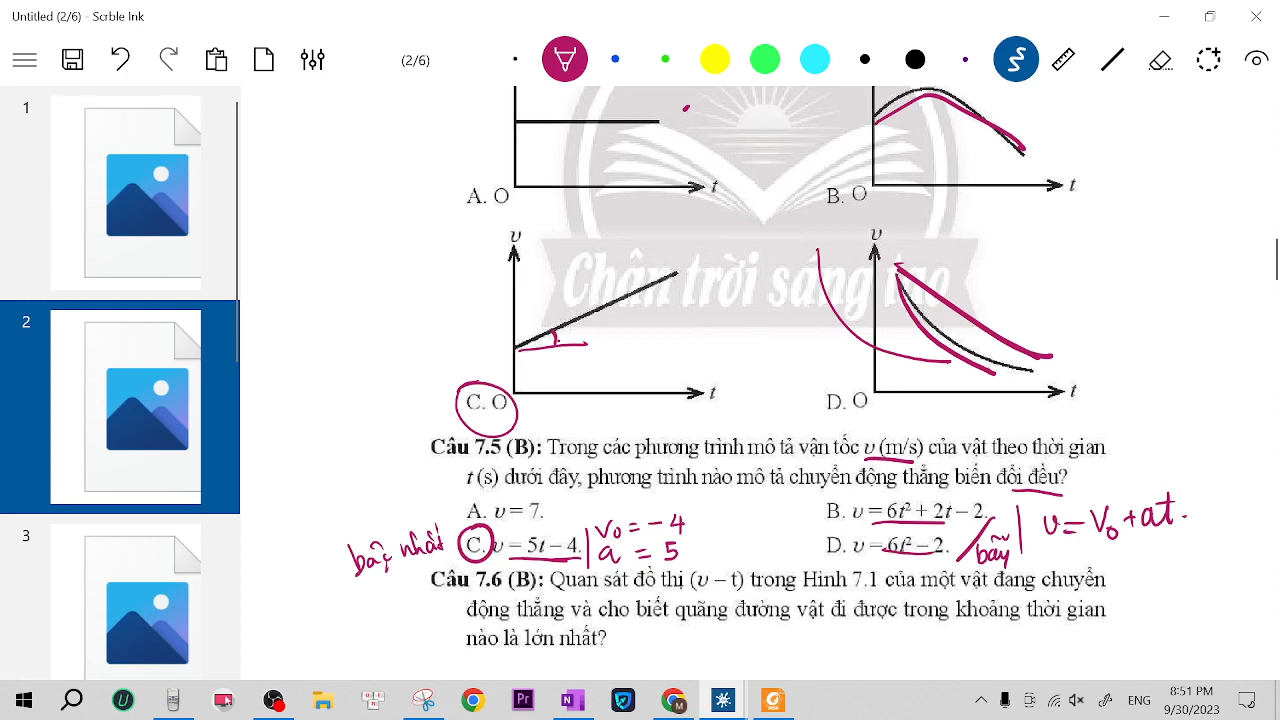 Untitled (2/6) - Scrble Ink
(2/6)
1
2
3
A. O
t
B. O
t
υ
υ
Chân trời sáng tạo
C. O
t
D. O
t
Câu 7.5 (B): Trong các phương trình mô tả vận tốc υ (m/s) của vật theo thời gian
t (s) dưới đây, phương trình nào mô tả chuyển động thẳng biến đổi đều?
A. υ = 7.
B. υ = 6t² + 2t – 2.
v = v₀ + at.
v₀ = -4
bậc nhất
C. υ = 5t – 4.
a = 5
D. υ = 6t² – 2.
bẫy
Câu 7.6 (B): Quan sát đồ thị (υ – t) trong Hình 7.1 của một vật đang chuyển
động thẳng và cho biết quãng đường vật đi được trong khoảng thời gian
nào là lớn nhất?
ENG
8:51 PM
9/30/2023